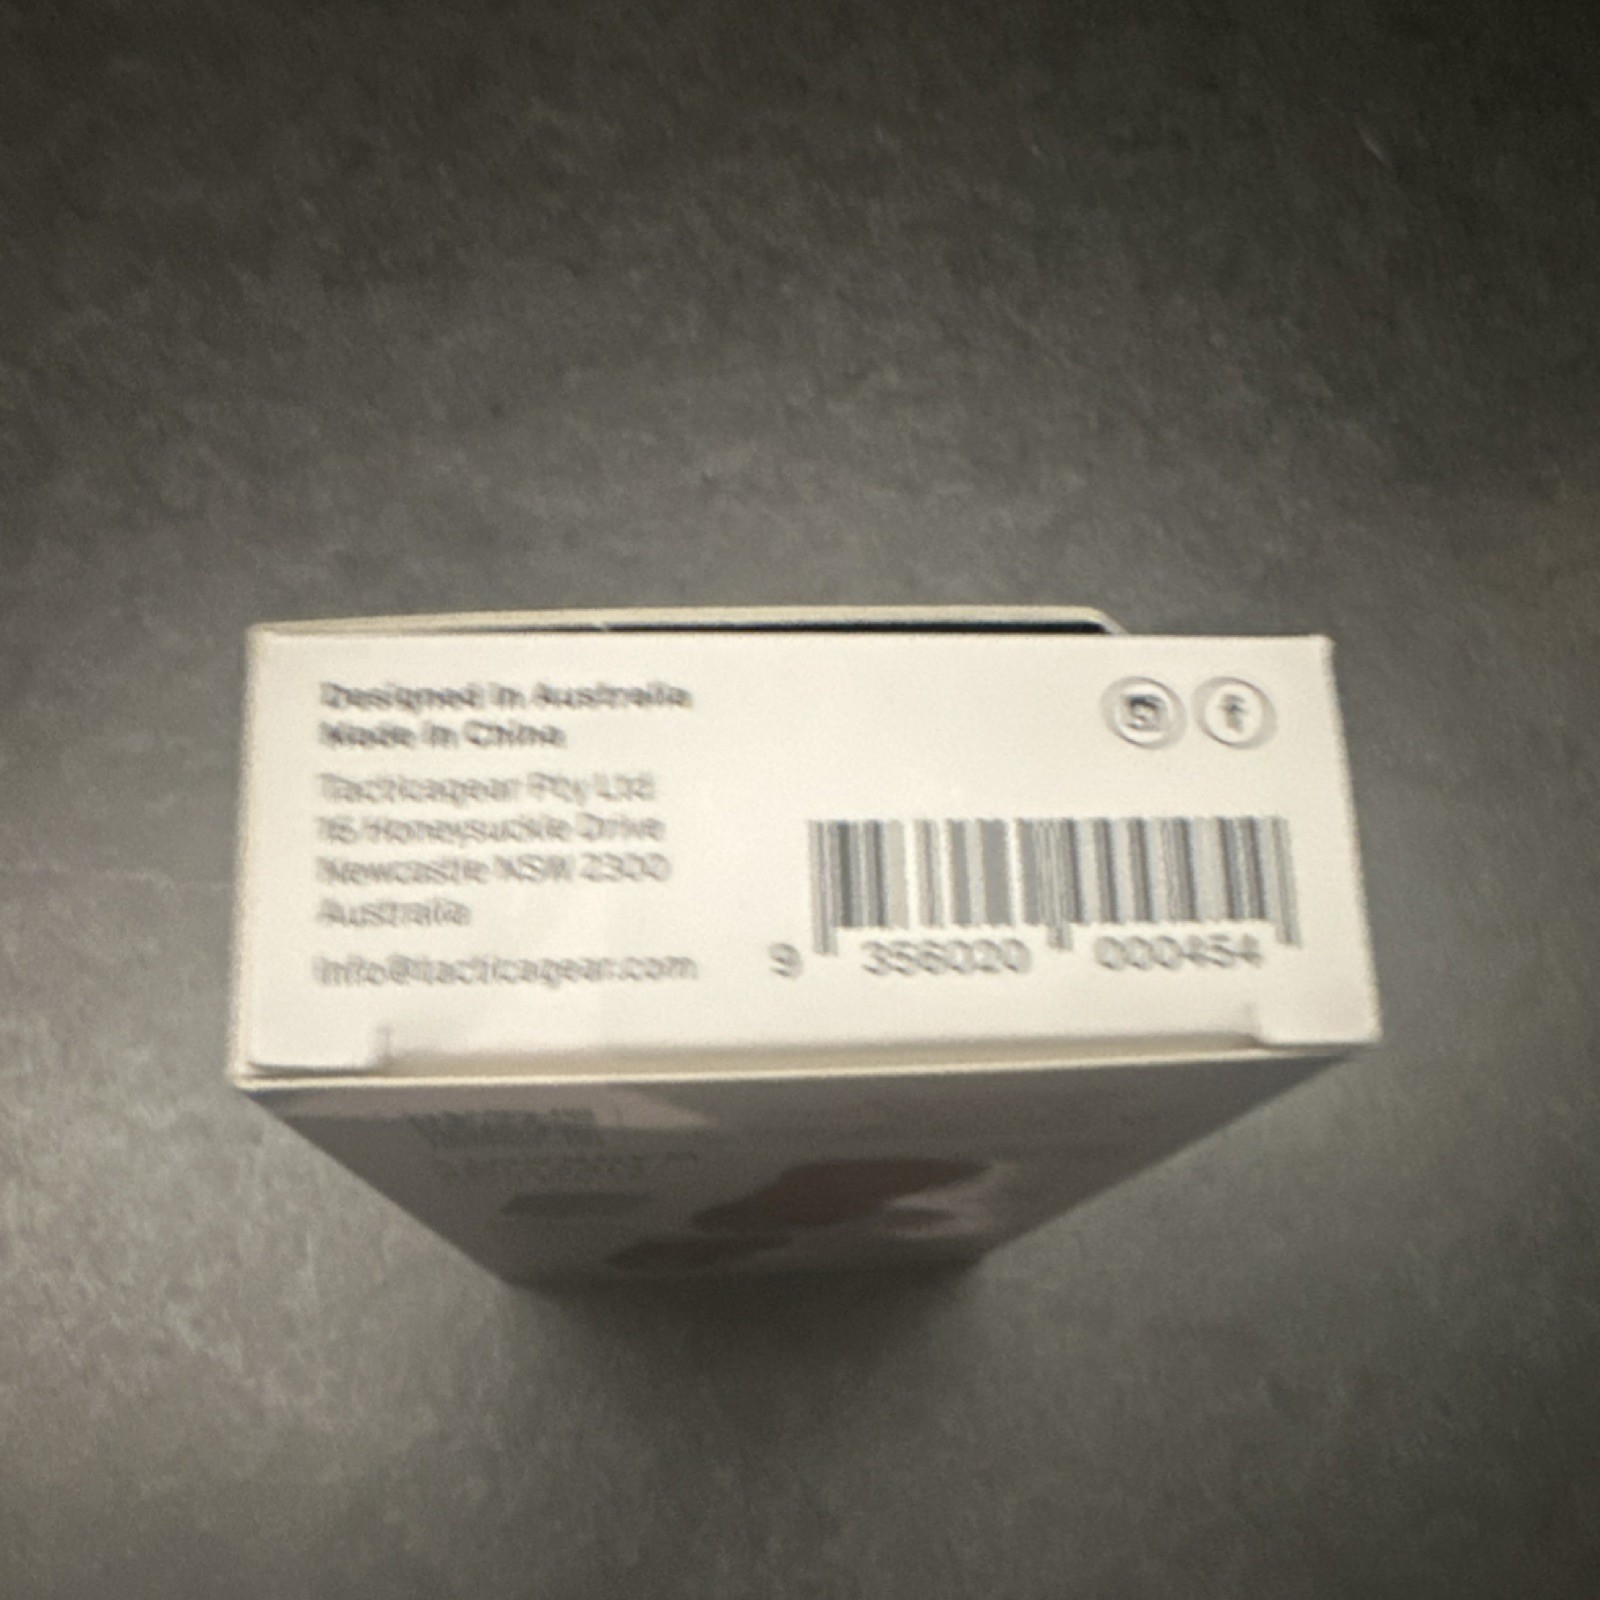 Designed in Australia
Made in China
Tacticagear Pty Ltd
16 Honeysuckle Drive
Newcastle NSW 2300
Australia
info@tacticagear.com
9 356020 000454